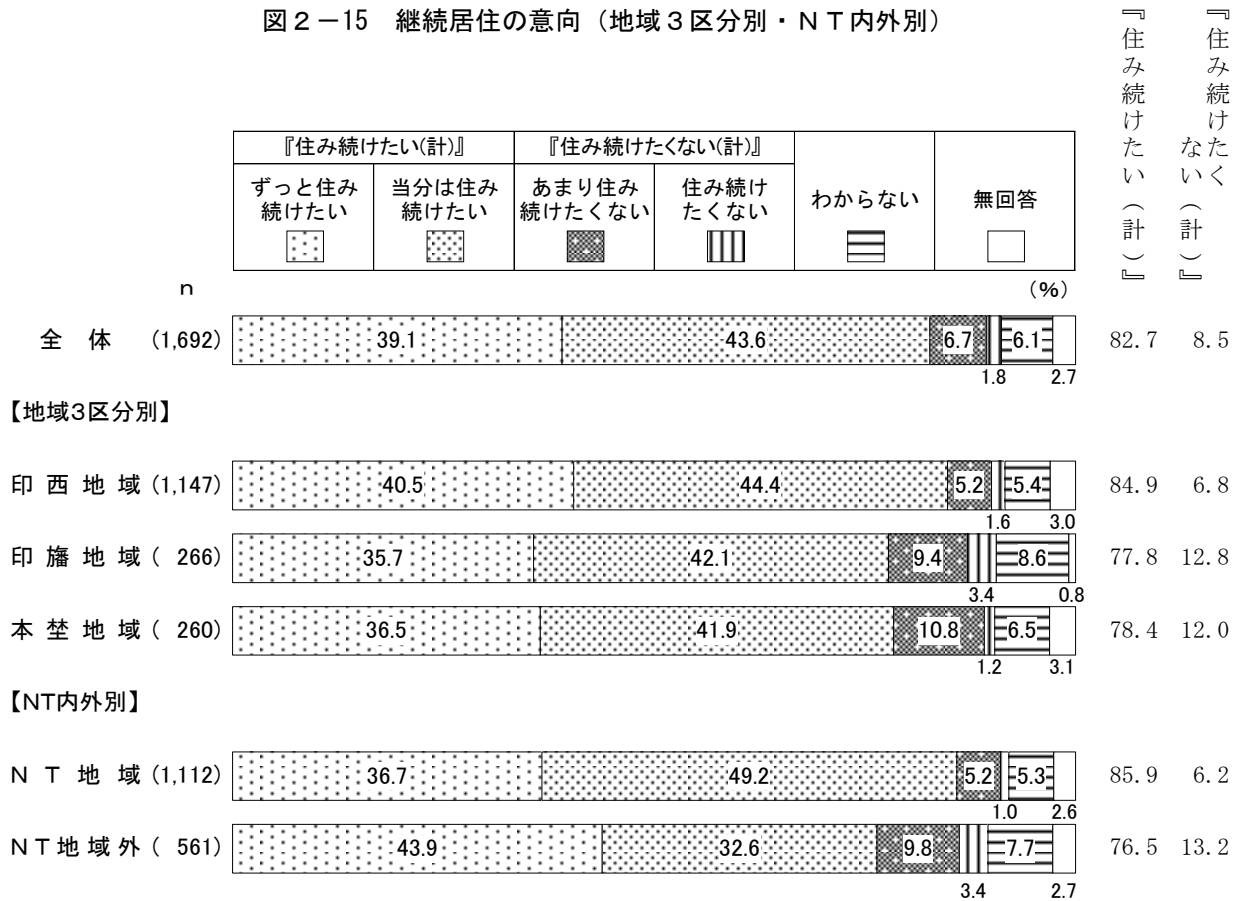 図２－15　継続居住の意向（地域３区分別・ＮＴ内外別）
『住み続けたい（計）』
『住み続けたく
ない（計）』
『住み続けたい(計)』 『住み続けたくない(計)』
ずっと住み
続けたい
当分は住み
続けたい
あまり住み
続けたくない
住み続け
たくない
わからない
無回答
ｎ
（％）
全　体 (1,692) 39.1 43.6 6.7 6.1 82.7 8.5
1.8 2.7
【地域３区分別】
印 西 地 域 (1,147) 40.5 44.4 5.2 5.4 84.9 6.8
1.6 3.0
印 旛 地 域 ( 266) 35.7 42.1 9.4 8.6 77.8 12.8
3.4 0.8
本 埜 地 域 ( 260) 36.5 41.9 10.8 6.5 78.4 12.0
1.2 3.1
【ＮＴ内外別】
Ｎ Ｔ 地 域 (1,112) 36.7 49.2 5.2 5.3 85.9 6.2
1.0 2.6
ＮＴ地域外 ( 561) 43.9 32.6 9.8 7.7 76.5 13.2
3.4 2.7